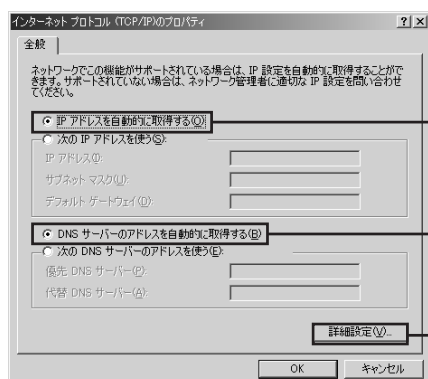 インターネット プロトコル (TCP/IP)のプロパティ
全般
ネットワークでこの機能がサポートされている場合は、IP 設定を自動的に取得することがで
きます。サポートされていない場合は、ネットワーク管理者に適切な IP 設定を問い合わせ
てください。
IP アドレスを自動的に取得する(O)
次の IP アドレスを使う(S):
IP アドレス(I):
サブネット マスク(U):
デフォルト ゲートウェイ(D):
DNS サーバーのアドレスを自動的に取得する(B)
次の DNS サーバーのアドレスを使う(E):
優先 DNS サーバー(P):
代替 DNS サーバー(A):
詳細設定(V)...
OK キャンセル